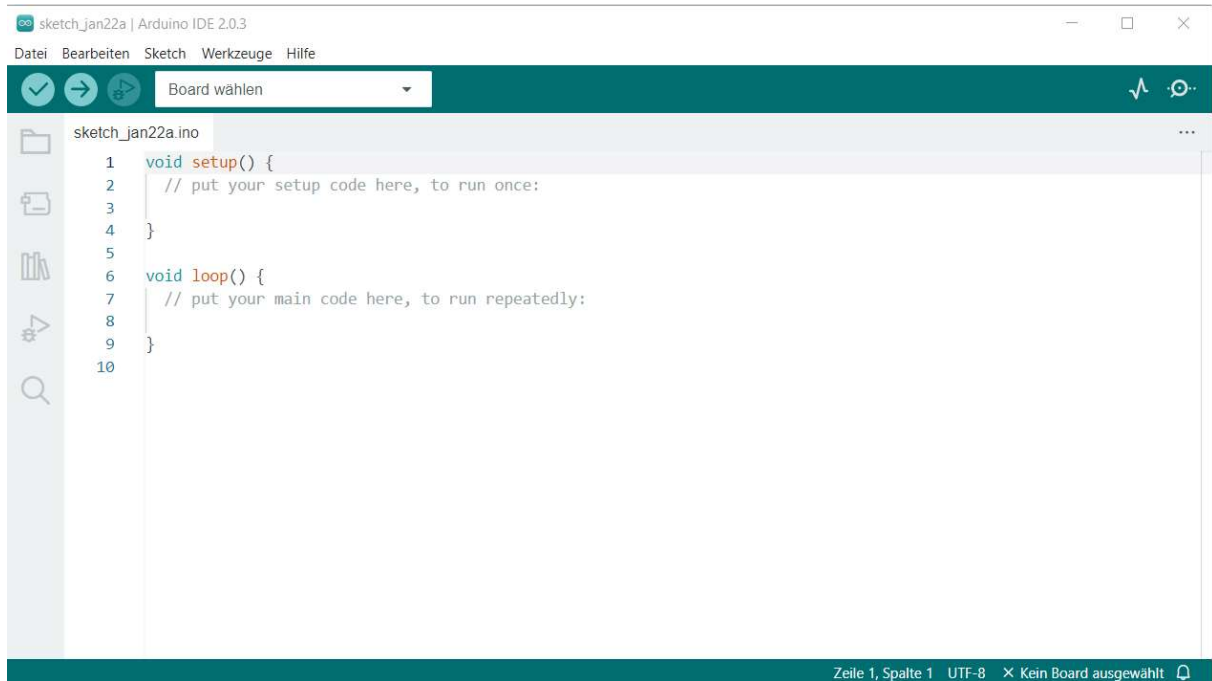 sketch_jan22a | Arduino IDE 2.0.3
Datei Bearbeiten Sketch Werkzeuge Hilfe
Board wählen
sketch_jan22a.ino
1 void setup() {
2 // put your setup code here, to run once:
3
4 }
5
6 void loop() {
7 // put your main code here, to run repeatedly:
8
9 }
10
Zeile 1, Spalte 1 UTF-8 × Kein Board ausgewählt